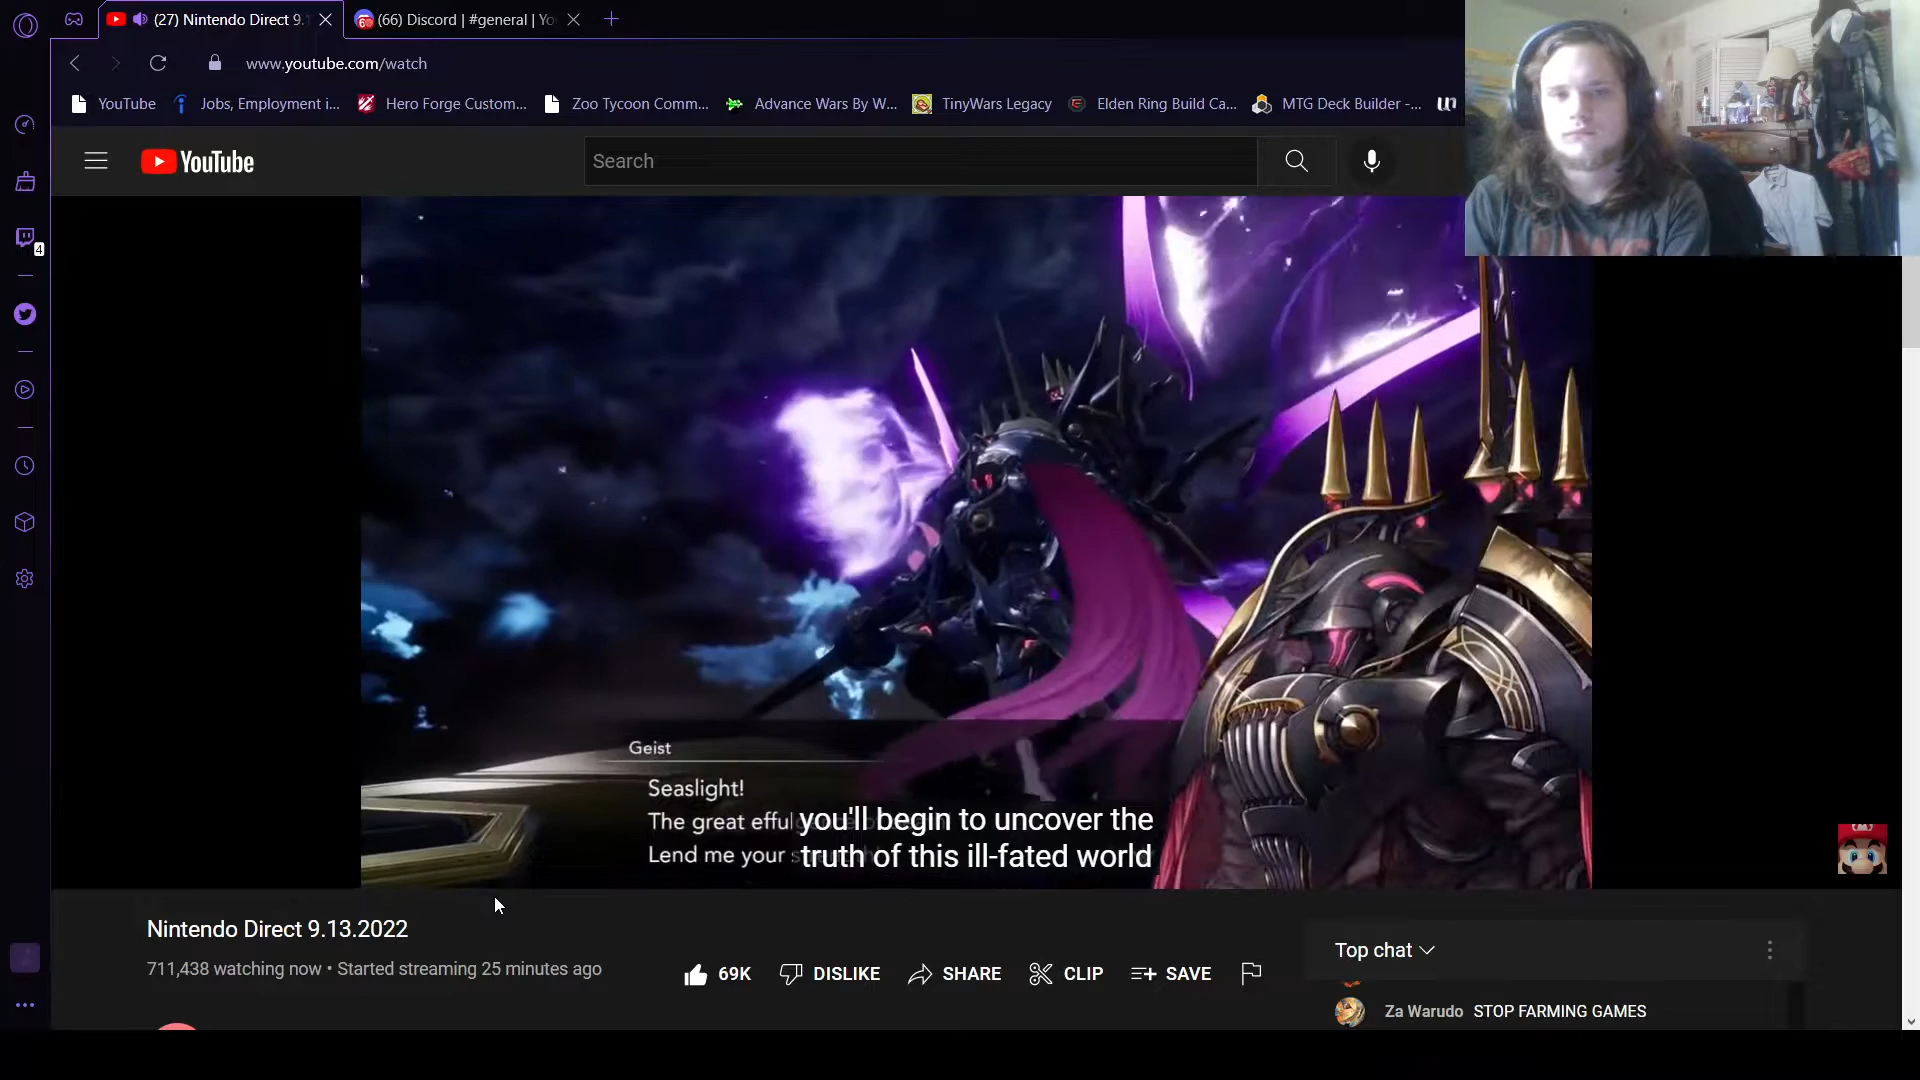 (27) Nintendo Direct 9.
(66) Discord | #general | Yo
www.youtube.com/watch
YouTube
Jobs, Employment i...
Hero Forge Custom...
Zoo Tycoon Comm...
Advance Wars By W...
TinyWars Legacy
Elden Ring Build Ca...
MTG Deck Builder -...
YouTube
Search
4
Geist
Seaslight!
The great efful
Lend me your
you'll begin to uncover the
truth of this ill-fated world
Nintendo Direct 9.13.2022
711,438 watching now • Started streaming 25 minutes ago
69K
DISLIKE
SHARE
CLIP
SAVE
Top chat
Za Warudo STOP FARMING GAMES